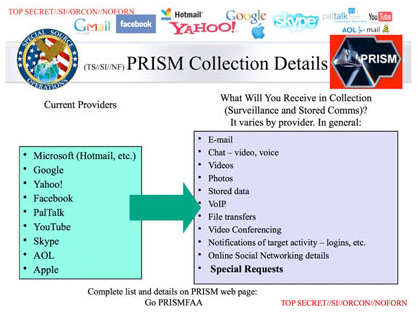 TOP SECRET//SI//ORCON//NOFORN
Gmail
facebook
Hotmail
YAHOO!
Google
skype
paltalk.com
You Tube
AOL mail
SPECIAL SOURCE OPERATIONS
(TS//SI//NF) PRISM Collection Details
PRISM
Current Providers
What Will You Receive in Collection
(Surveillance and Stored Comms)?
It varies by provider. In general:
• Microsoft (Hotmail, etc.)
• Google
• Yahoo!
• Facebook
• PalTalk
• YouTube
• Skype
• AOL
• Apple
• E-mail
• Chat – video, voice
• Videos
• Photos
• Stored data
• VoIP
• File transfers
• Video Conferencing
• Notifications of target activity – logins, etc.
• Online Social Networking details
• Special Requests
Complete list and details on PRISM web page:
Go PRISMFAA
TOP SECRET//SI//ORCON//NOFORN